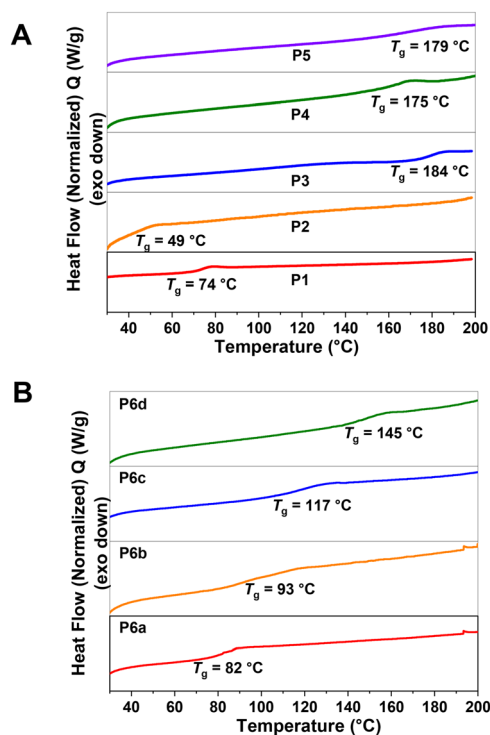 A
Heat Flow (Normalized) Q (W/g)
(exo down)
P5
Tg = 179 °C
P4
Tg = 175 °C
P3
Tg = 184 °C
P2
Tg = 49 °C
P1
Tg = 74 °C
40 60 80 100 120 140 160 180 200
Temperature (°C)
B
Heat Flow (Normalized) Q (W/g)
(exo down)
P6d
Tg = 145 °C
P6c
Tg = 117 °C
P6b
Tg = 93 °C
P6a
Tg = 82 °C
40 60 80 100 120 140 160 180 200
Temperature (°C)